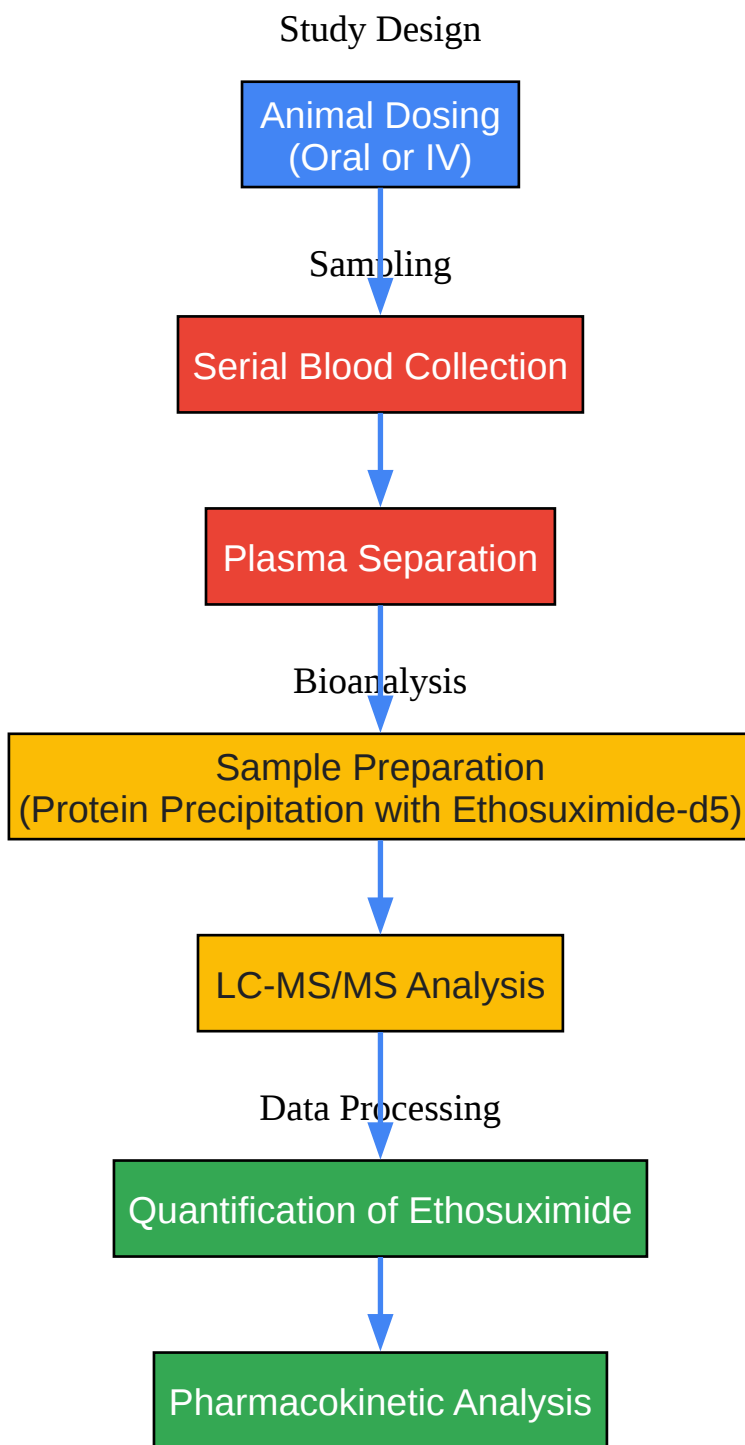 Study Design
Animal Dosing
(Oral or IV)
Sampling
Serial Blood Collection
Plasma Separation
Bioanalysis
Sample Preparation
(Protein Precipitation with Ethosuximide-d5)
LC-MS/MS Analysis
Data Processing
Quantification of Ethosuximide
Pharmacokinetic Analysis